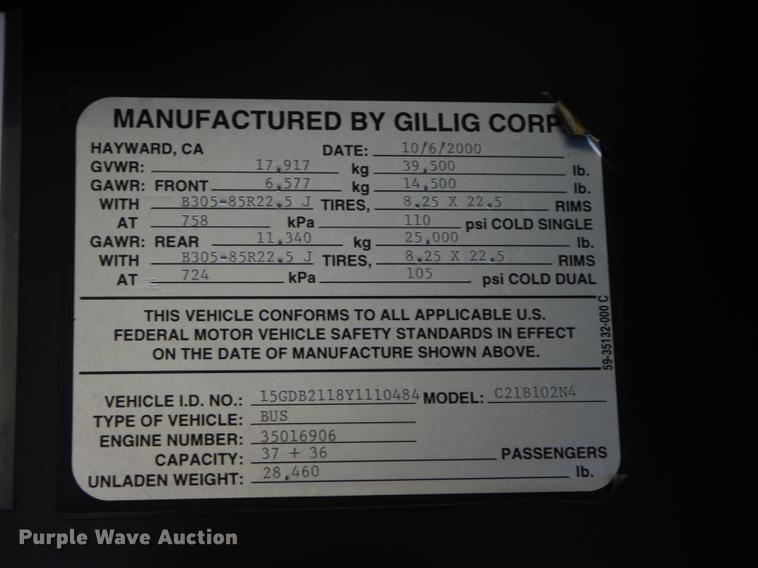 MANUFACTURED BY GILLIG CORP
HAYWARD, CA DATE: 10/6/2000
GVWR: 17,917 kg 39,500 lb.
GAWR: FRONT 6,577 kg 14,500 lb.
WITH B305-85R22.5 J TIRES, 8.25 X 22.5 RIMS
AT 758 kPa 110 psi COLD SINGLE
GAWR: REAR 11,340 kg 25,000 lb.
WITH B305-85R22.5 J TIRES, 8.25 X 22.5 RIMS
AT 724 kPa 105 psi COLD DUAL
THIS VEHICLE CONFORMS TO ALL APPLICABLE U.S.
FEDERAL MOTOR VEHICLE SAFETY STANDARDS IN EFFECT
ON THE DATE OF MANUFACTURE SHOWN ABOVE.
59-35132-000 C
VEHICLE I.D. NO.: 15GDB2118Y1110484 MODEL: C21B102N4
TYPE OF VEHICLE: BUS
ENGINE NUMBER: 35016906
CAPACITY: 37 + 36 PASSENGERS
UNLADEN WEIGHT: 28,460 lb.
Purple Wave Auction